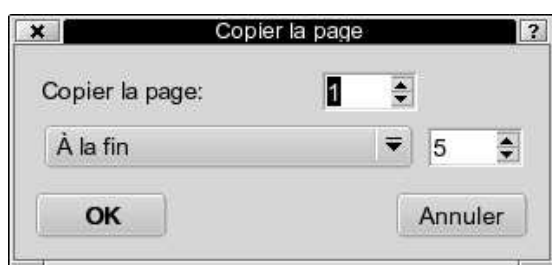 Copier la page ?
Copier la page: 1
À la fin 5
OK Annuler